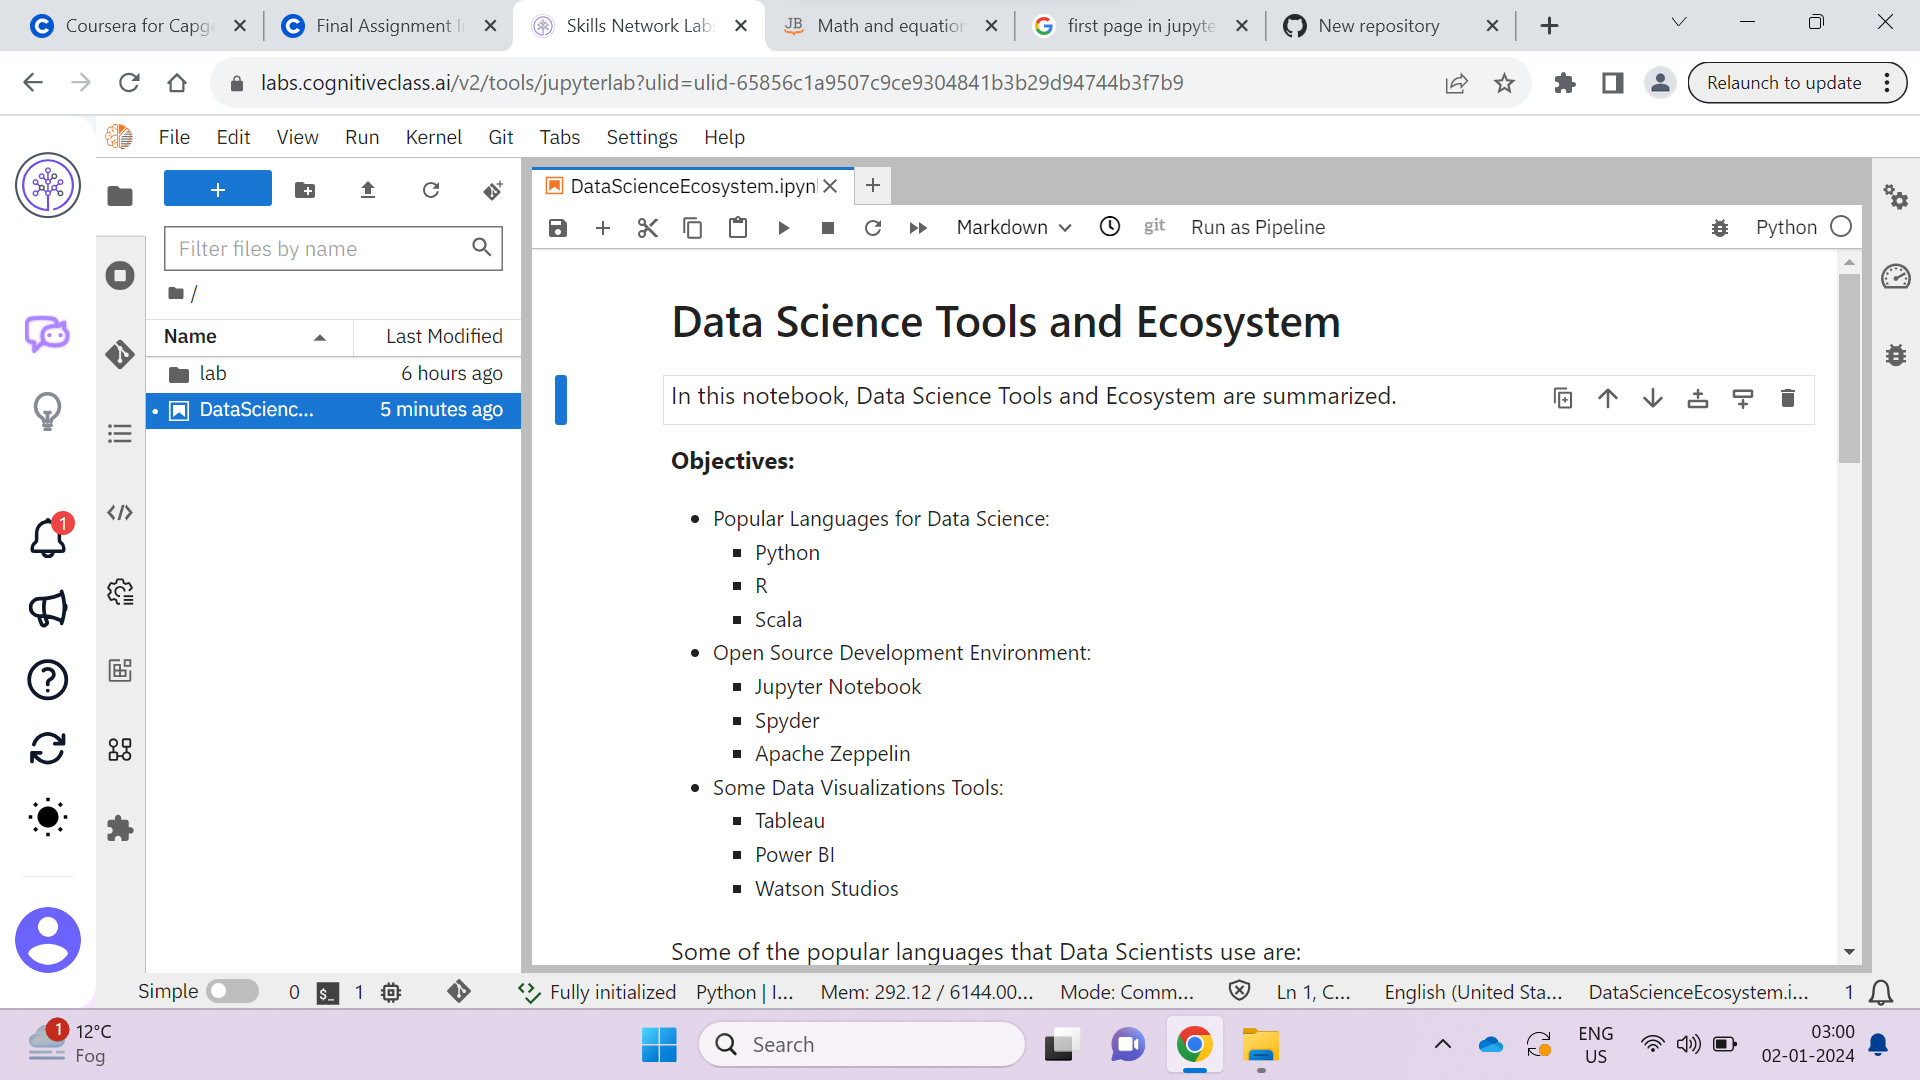 Coursera for Capg
Final Assignment I
Skills Network Labs
JB Math and equation
first page in jupyte
New repository
labs.cognitiveclass.ai/v2/tools/jupyterlab?ulid=ulid-65856c1a9507c9ce9304841b3b29d94744b3f7b9
Relaunch to update
File Edit View Run Kernel Git Tabs Settings Help
DataScienceEcosystem.ipyn
Markdown
git
Run as Pipeline
Python
Filter files by name
/
Name Last Modified
lab 6 hours ago
DataScienc... 5 minutes ago
Data Science Tools and Ecosystem
In this notebook, Data Science Tools and Ecosystem are summarized.
Objectives:
Popular Languages for Data Science:
Python
R
Scala
Open Source Development Environment:
Jupyter Notebook
Spyder
Apache Zeppelin
Some Data Visualizations Tools:
Tableau
Power BI
Watson Studios
Some of the popular languages that Data Scientists use are:
1
Simple 0 $_ 1 Fully initialized Python | I... Mem: 292.12 / 6144.00... Mode: Comm... Ln 1, C... English (United Sta... DataScienceEcosystem.i... 1
1
12°C
Fog
Search
ENG
US
03:00
02-01-2024